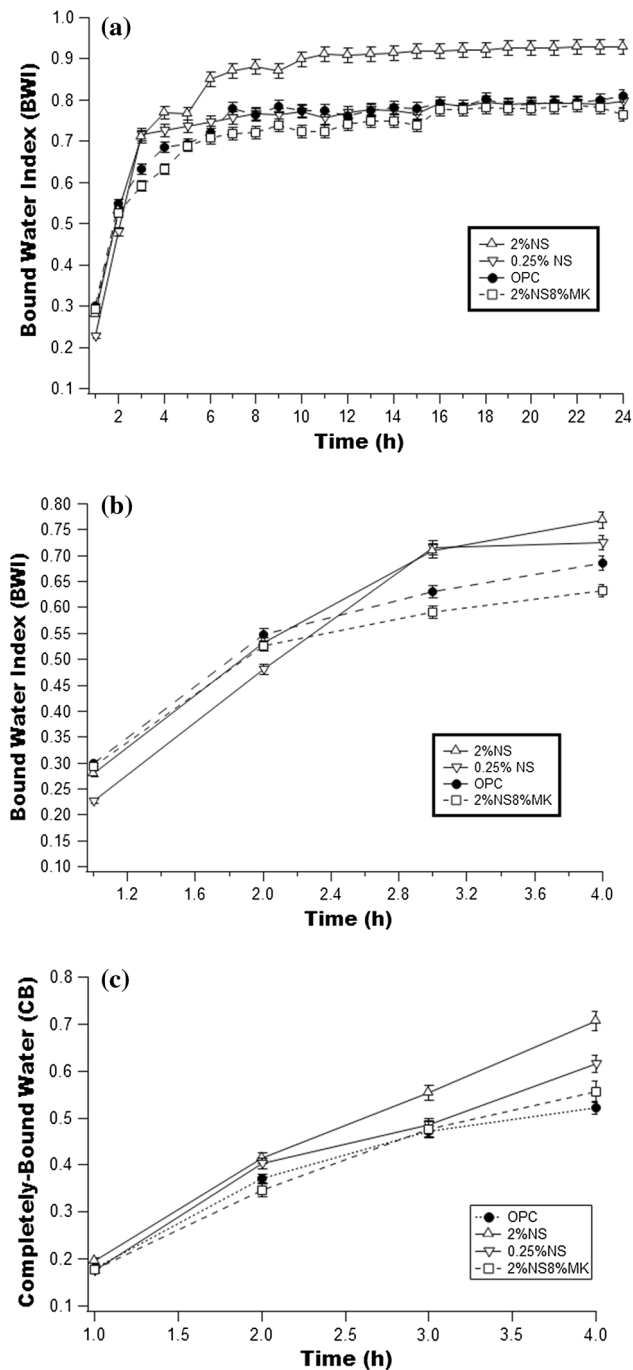 (a)
Bound Water Index (BWI)
1.0
0.9
0.8
0.7
0.6
0.5
0.4
0.3
0.2
0.1
2%NS
0.25% NS
OPC
2%NS8%MK
2 4 6 8 10 12 14 16 18 20 22 24
Time (h)
(b)
Bound Water Index (BWI)
0.80
0.75
0.70
0.65
0.60
0.55
0.50
0.45
0.40
0.35
0.30
0.25
0.20
0.15
0.10
2%NS
0.25% NS
OPC
2%NS8%MK
1.2 1.6 2.0 2.4 2.8 3.2 3.6 4.0
Time (h)
(c)
Completely-Bound Water (CB)
0.8
0.7
0.6
0.5
0.4
0.3
0.2
0.1
OPC
2%NS
0.25%NS
2%NS8%MK
1.0 1.5 2.0 2.5 3.0 3.5 4.0
Time (h)